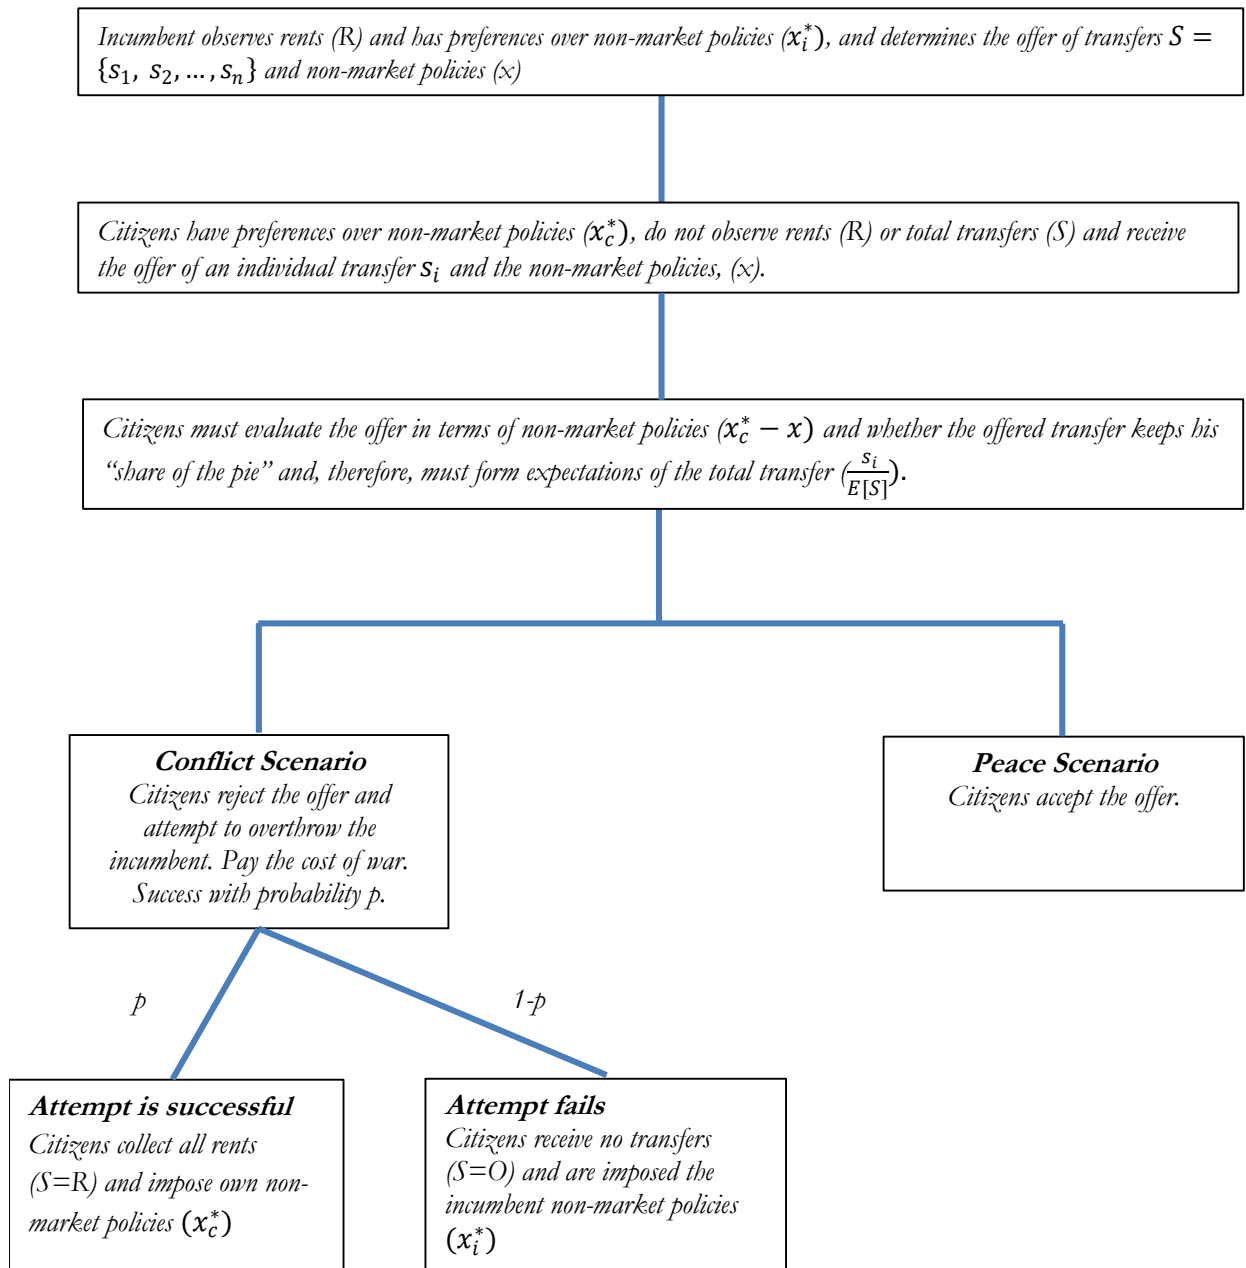 Incumbent observes rents (R) and has preferences over non-market policies (x_i^*), and determines the offer of transfers S =
{s_1, s_2, … , s_n} and non-market policies (x)
Citizens have preferences over non-market policies (x_c^*), do not observe rents (R) or total transfers (S) and receive
the offer of an individual transfer s_i and the non-market policies, (x).
Citizens must evaluate the offer in terms of non-market policies (x_c^* − x) and whether the offered transfer keeps his
“share of the pie” and, therefore, must form expectations of the total transfer (s_i/E[S]).
Conflict Scenario
Citizens reject the offer and
attempt to overthrow the
incumbent. Pay the cost of war.
Success with probability p.
Peace Scenario
Citizens accept the offer.
p
1-p
Attempt is successful
Citizens collect all rents
(S=R) and impose own non-
market policies (x_c^*)
Attempt fails
Citizens receive no transfers
(S=O) and are imposed the
incumbent non-market policies
(x_i^*)